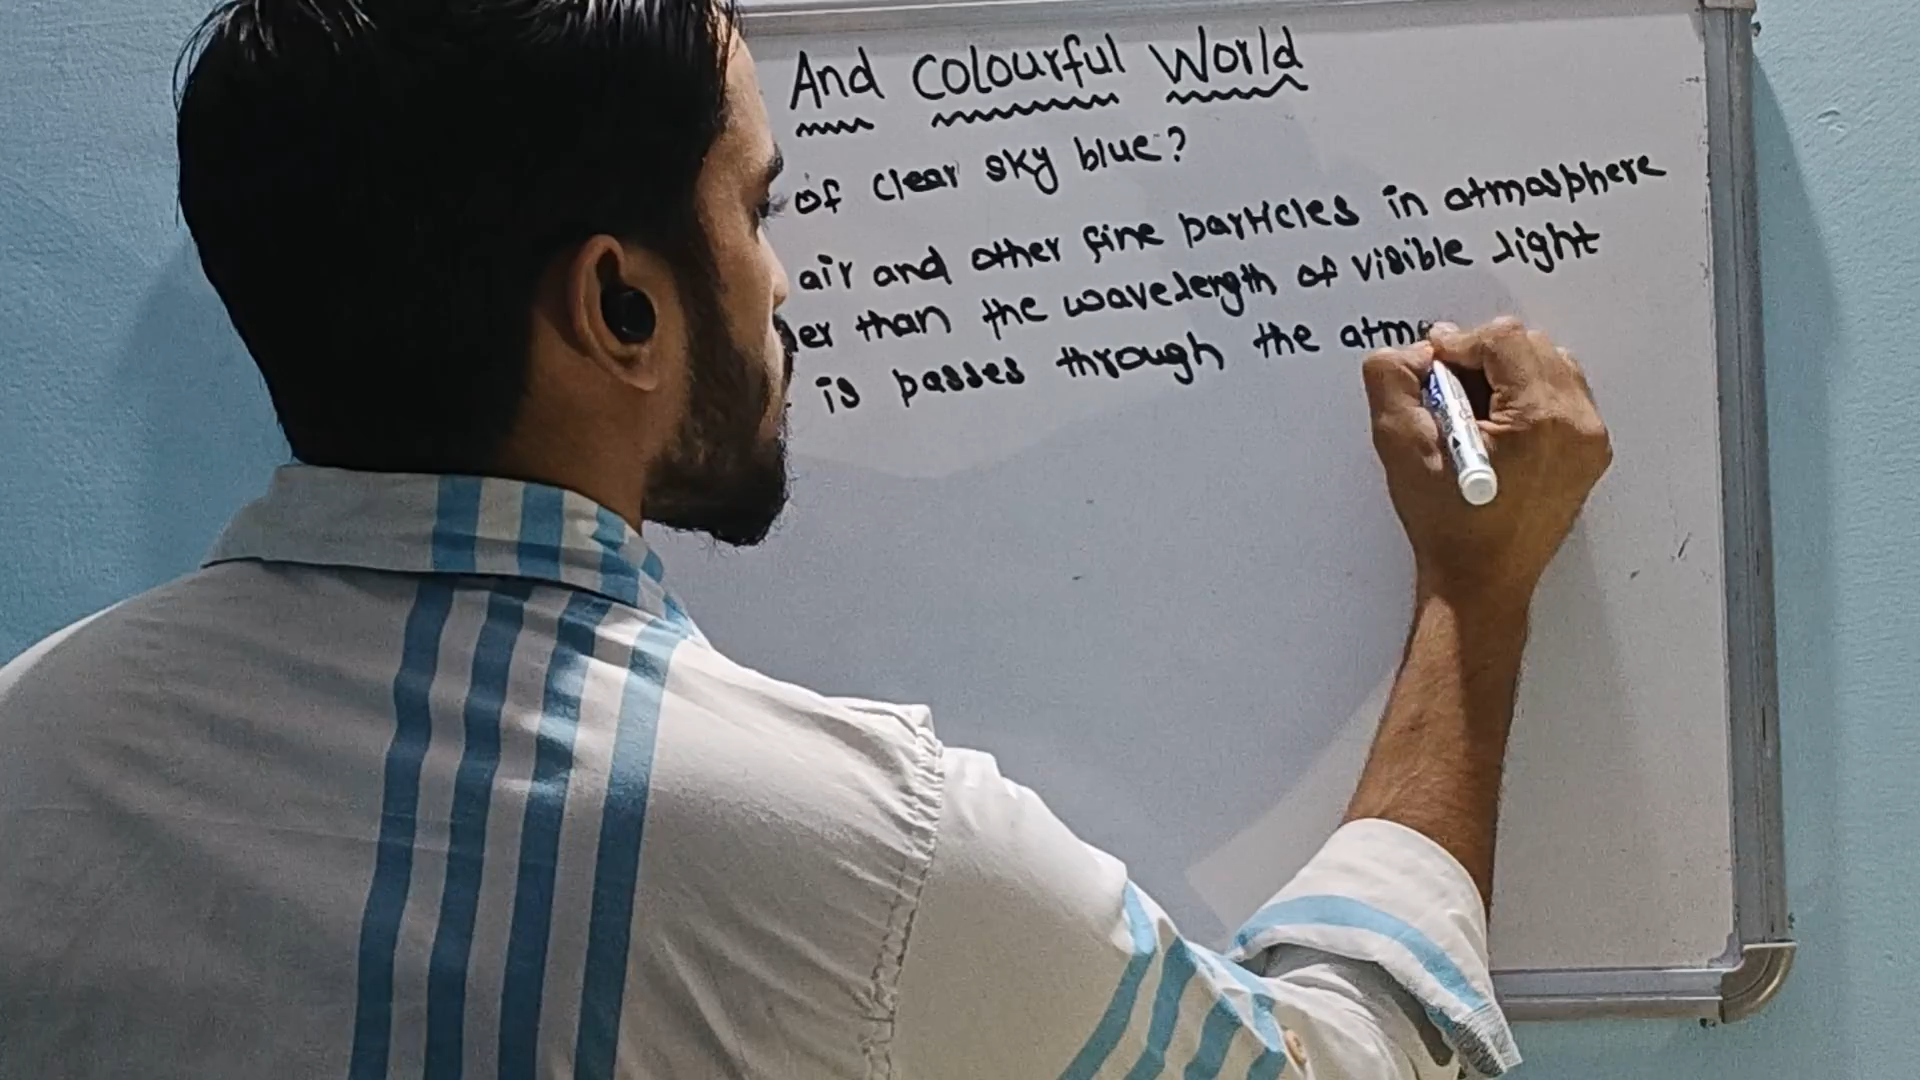 And Colourful World
of clear sky blue?
air and other fine particles in atmosphere
than the wavelength of visible light
is passes through the atm